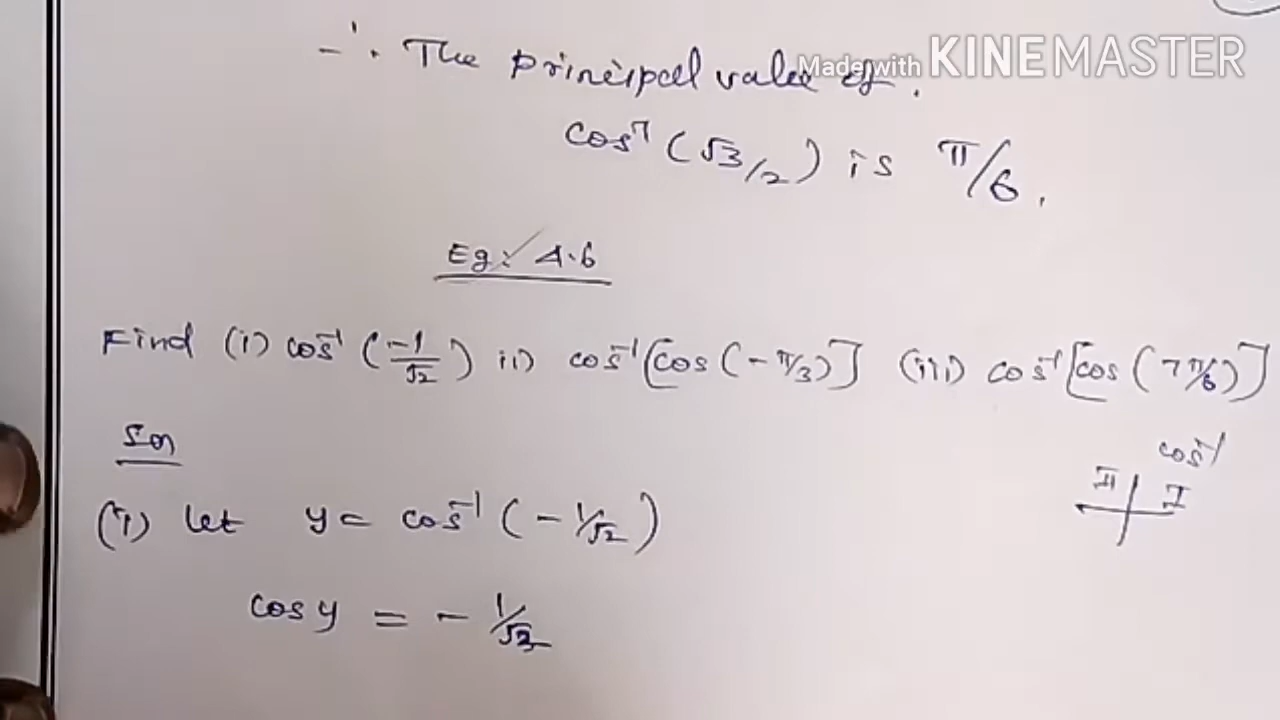 ∴ The principal value of.
Made with KINEMASTER
cos⁻¹ (√3/2) is π/6.
Eg: 4.6
Find (i) cos⁻¹ (-1/√2) ii) cos⁻¹[cos (-π/3)] (iii) cos⁻¹[cos (7π/6)]
Son
cos⁻¹
II I
(i) let y = cos⁻¹ (-1/√2)
cos y = - 1/√2